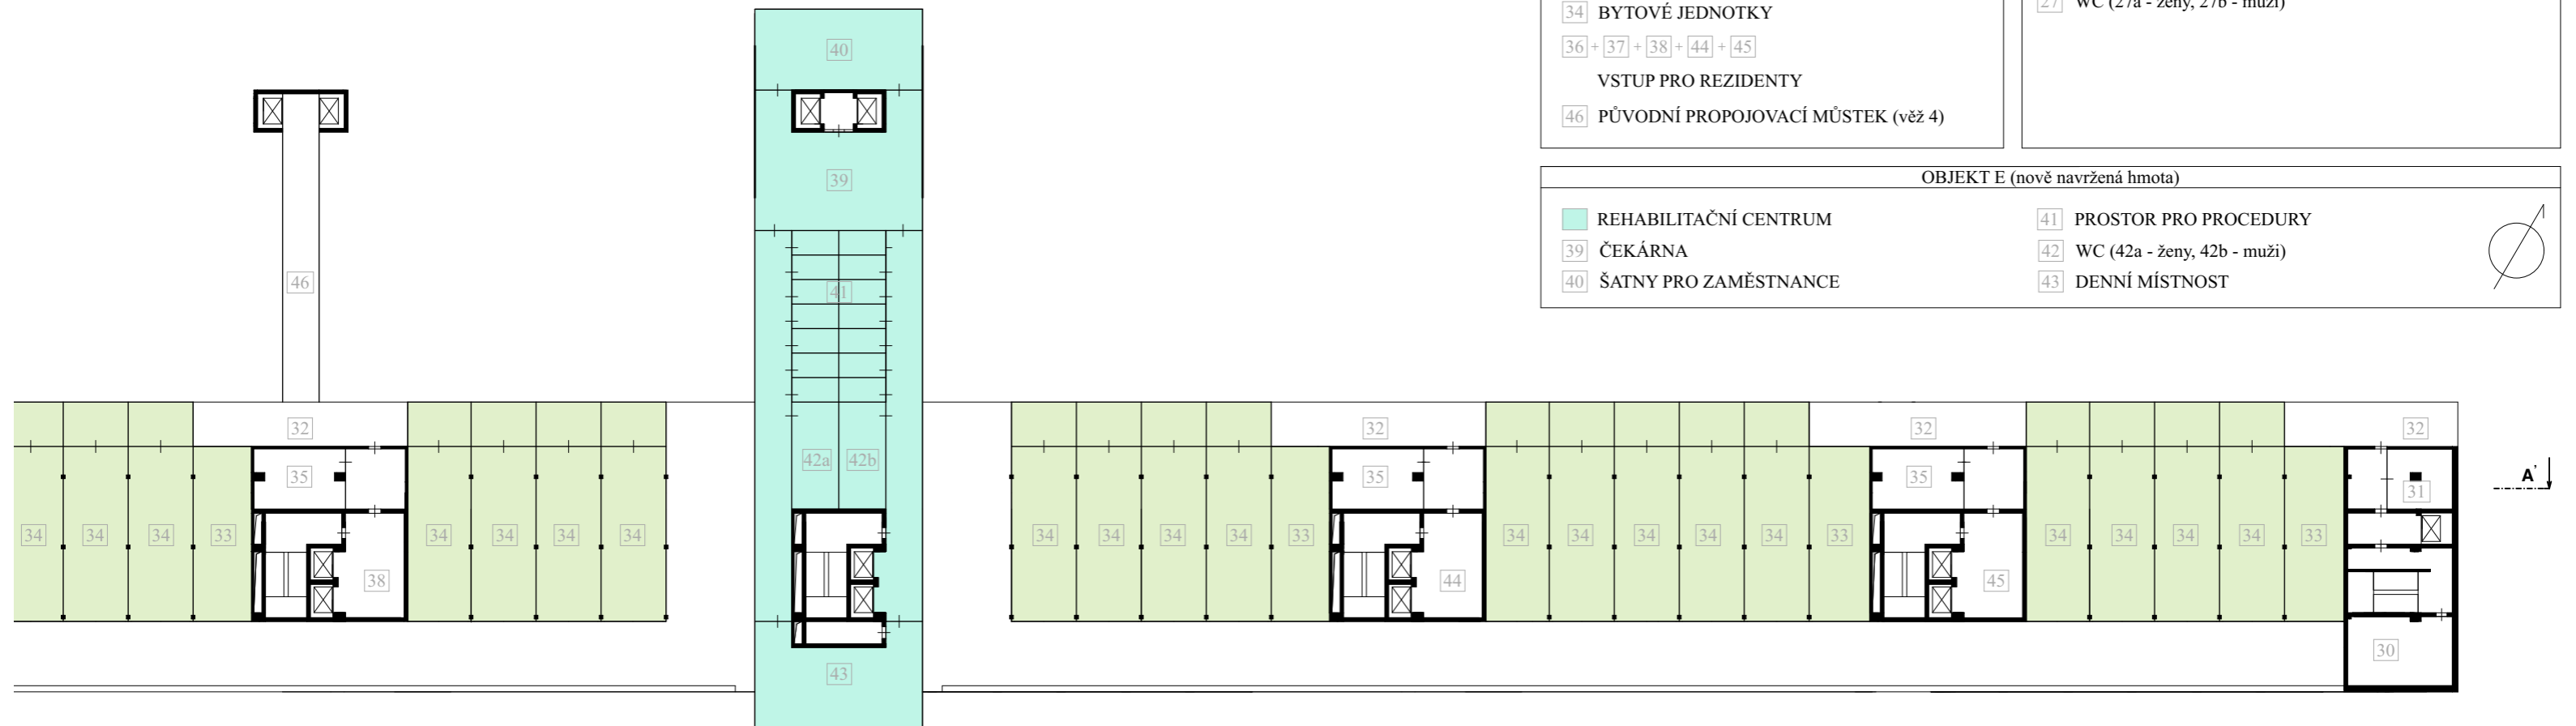 34 BYTOVÉ JEDNOTKY
36 + 37 + 38 + 44 + 45
VSTUP PRO REZIDENTY
46 PŮVODNÍ PROPOJOVACÍ MŮSTEK (věž 4)
27 WC (27a - ženy, 27b - muži)
OBJEKT E (nově navržená hmota)
REHABILITAČNÍ CENTRUM
39 ČEKÁRNA
40 ŠATNY PRO ZAMĚSTNANCE
41 PROSTOR PRO PROCEDURY
42 WC (42a - ženy, 42b - muži)
43 DENNÍ MÍSTNOST
40
39
46
41
32
32
32
32
42a 42b
35
35
35
31
A'
34 34 34 33 34 34 34 34
34 34 34 34 33 34 34 34 34 34 33 34 34 34 34 33
38
44
45
30
43